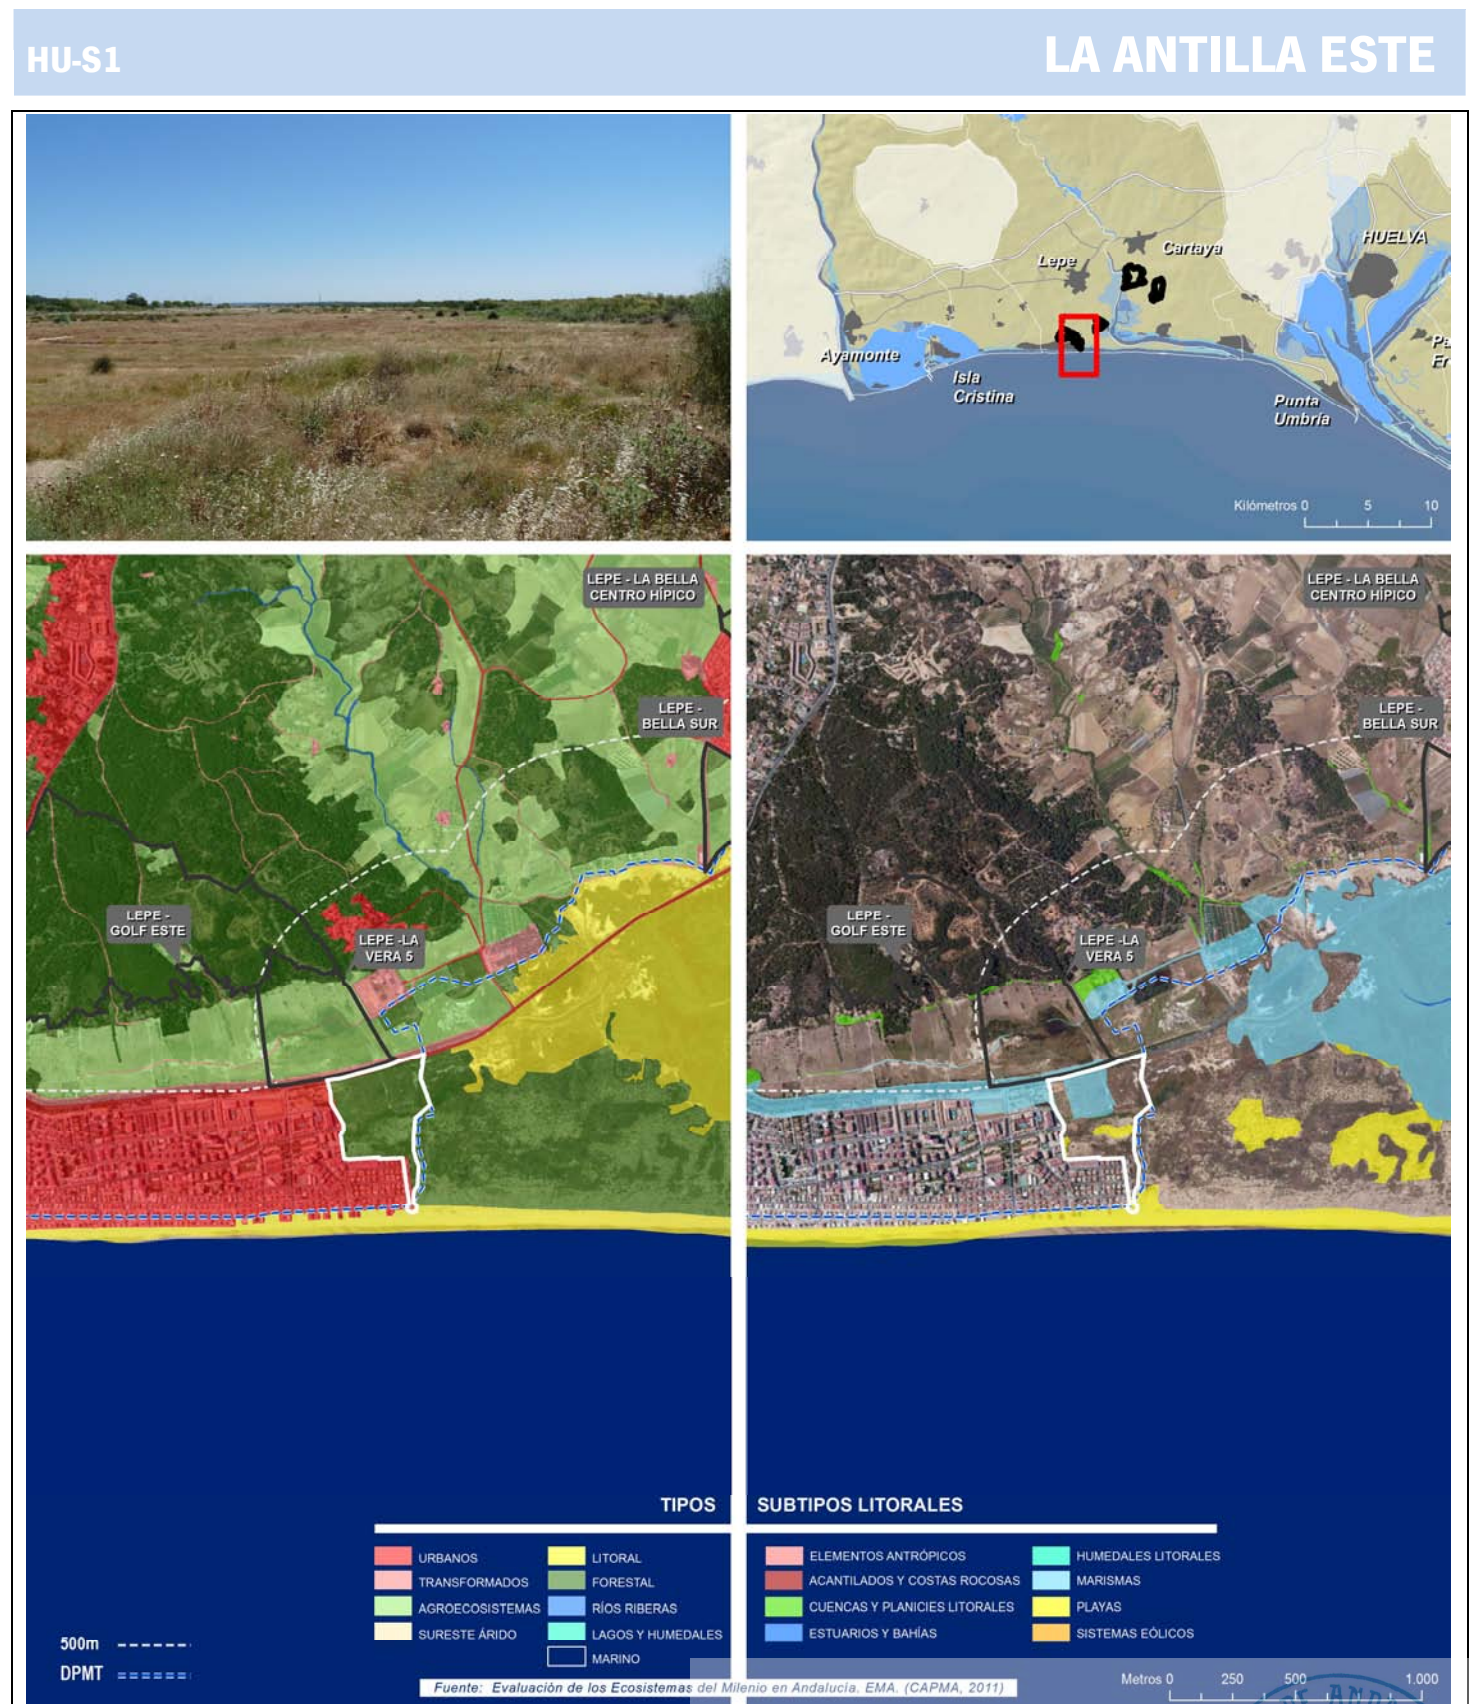 HU-S1
LA ANTILLA ESTE
HUELVA
Cartaya
Lepe
Ayamonte
Isla
Cristina
Punta
Umbría
Kilómetros 0 5 10
LEPE - LA BELLA
CENTRO HÍPICO
LEPE -
BELLA SUR
LEPE -
GOLF ESTE
LEPE -LA
VERA 5
LEPE - LA BELLA
CENTRO HÍPICO
LEPE -
BELLA SUR
LEPE -
GOLF ESTE
LEPE -LA
VERA 5
TIPOS
URBANOS
TRANSFORMADOS
AGROECOSISTEMAS
SURESTE ÁRIDO
LITORAL
FORESTAL
RÍOS RIBERAS
LAGOS Y HUMEDALES
MARINO
SUBTIPOS LITORALES
ELEMENTOS ANTRÓPICOS
ACANTILADOS Y COSTAS ROCOSAS
CUENCAS Y PLANICIES LITORALES
ESTUARIOS Y BAHÍAS
HUMEDALES LITORALES
MARISMAS
PLAYAS
SISTEMAS EÓLICOS
500m
DPMT
Fuente: Evaluación de los Ecosistemas del Milenio en Andalucía. EMA. (CAPMA, 2011)
Metros 0 250 500 1.000